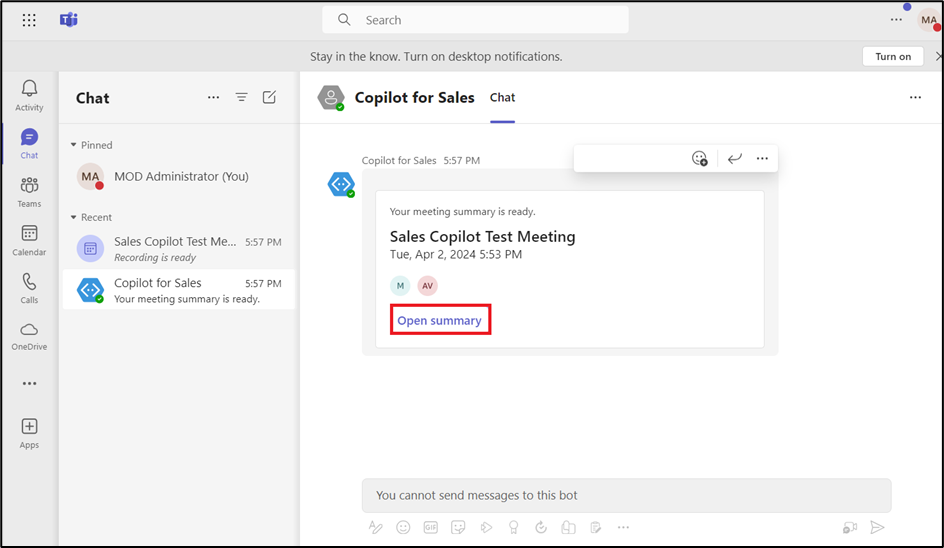 Search
MA
Stay in the know. Turn on desktop notifications.
Turn on
Activity
Chat
Teams
Calendar
Calls
OneDrive
Apps
Chat
Pinned
MA
MOD Administrator (You)
Recent
Sales Copilot Test Me... 5:57 PM
Recording is ready
Copilot for Sales 5:57 PM
Your meeting summary is ready.
Copilot for Sales Chat
Copilot for Sales 5:57 PM
Your meeting summary is ready.
Sales Copilot Test Meeting
Tue, Apr 2, 2024 5:53 PM
M AV
Open summary
You cannot send messages to this bot
GIF